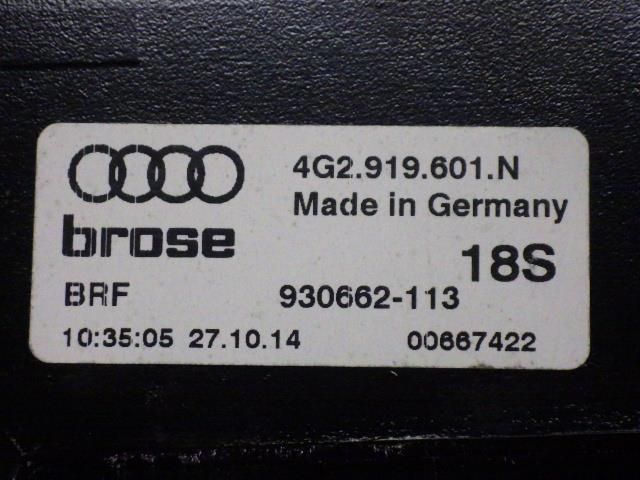 4G2.919.601.N
Made in Germany
brose
18S
BRF 930662-113
10:35:05 27.10.14 00667422